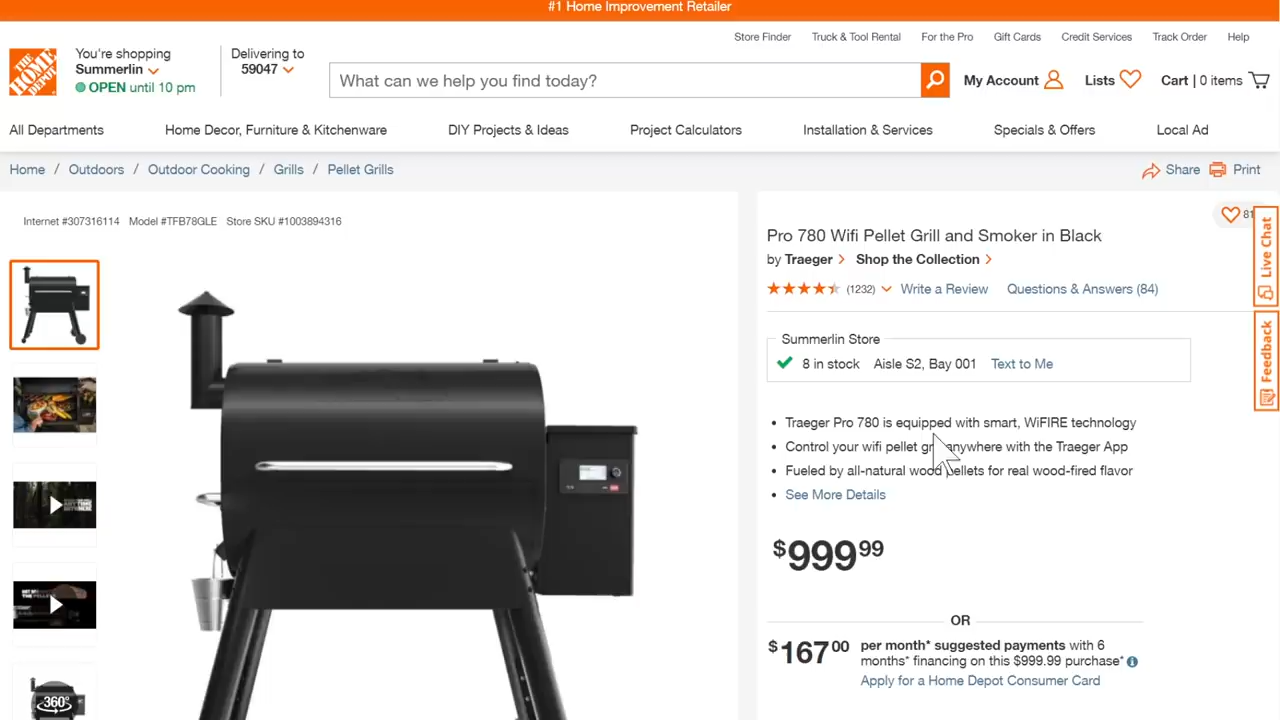 #1 Home Improvement Retailer
Store Finder Truck & Tool Rental For the Pro Gift Cards Credit Services Track Order Help
THE HOME DEPOT
You're shopping
Summerlin
OPEN until 10 pm
Delivering to
59047
What can we help you find today?
My Account
Lists
Cart | 0 items
All Departments Home Decor, Furniture & Kitchenware DIY Projects & Ideas Project Calculators Installation & Services Specials & Offers Local Ad
Home / Outdoors / Outdoor Cooking / Grills / Pellet Grills
Share Print
Internet #307316114 Model #TFB78GLE Store SKU #1003894316
81
Live Chat
Feedback
Pro 780 Wifi Pellet Grill and Smoker in Black
by Traeger Shop the Collection
(1232) Write a Review Questions & Answers (84)
Summerlin Store
8 in stock Aisle S2, Bay 001 Text to Me
• Traeger Pro 780 is equipped with smart, WiFIRE technology
• Control your wifi pellet gr anywhere with the Traeger App
• Fueled by all-natural wood pellets for real wood-fired flavor
• See More Details
$999 99
OR
$167 00 per month* suggested payments with 6
months* financing on this $999.99 purchase*
Apply for a Home Depot Consumer Card
360°